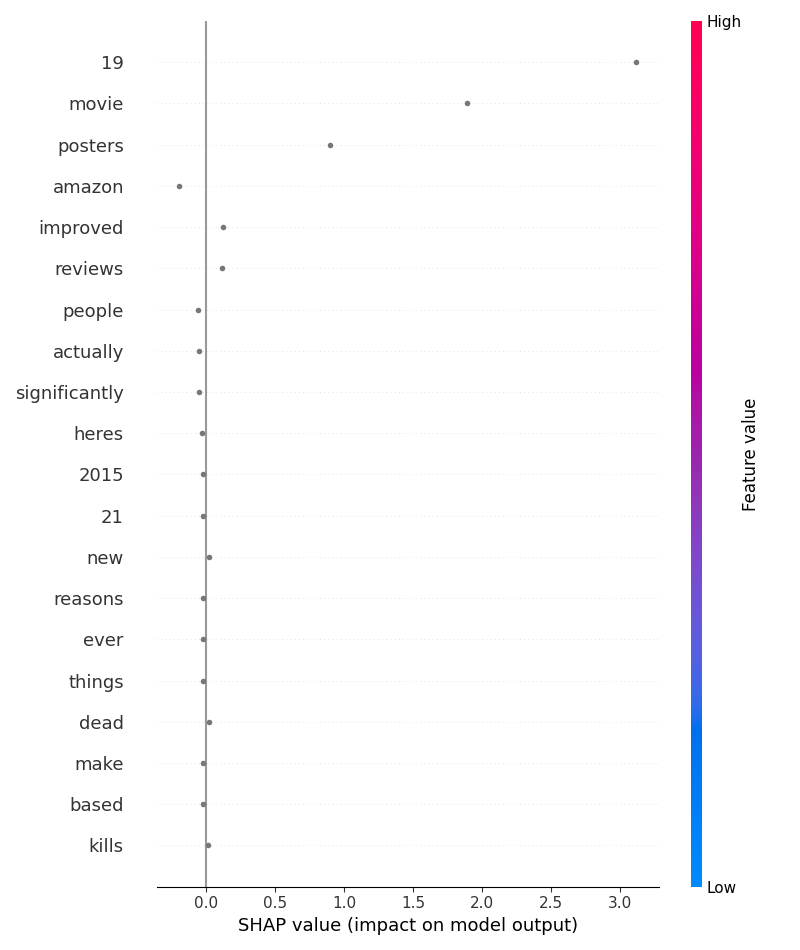 High
19
movie
posters
amazon
improved
reviews
people
actually
significantly
heres
2015
21
new
reasons
ever
things
dead
make
based
kills
Feature value
Low
0.0 0.5 1.0 1.5 2.0 2.5 3.0
SHAP value (impact on model output)